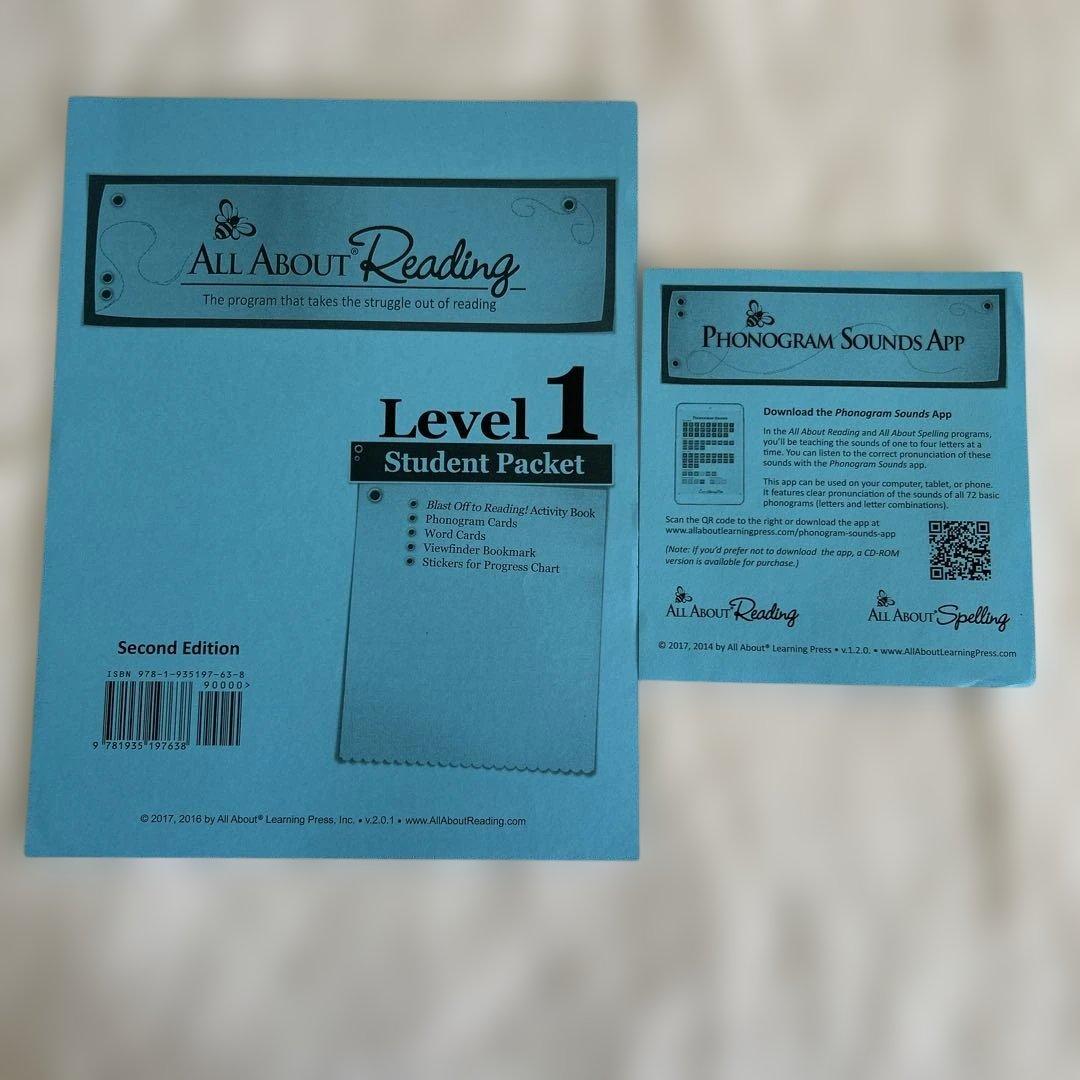 ALL ABOUT® Reading
The program that takes the struggle out of reading
Level 1
Student Packet
Blast Off to Reading! Activity Book
Phonogram Cards
Word Cards
Viewfinder Bookmark
Stickers for Progress Chart
Second Edition
ISBN 978-1-935197-63-8
90000>
9 781935 197638
© 2017, 2016 by All About® Learning Press, Inc. • v.2.0.1 • www.AllAboutReading.com
PHONOGRAM SOUNDS APP
Phonogram Sounds
Download the Phonogram Sounds App
In the All About Reading and All About Spelling programs,
you'll be teaching the sounds of one to four letters at a
time. You can listen to the correct pronunciation of these
sounds with the Phonogram Sounds app.
This app can be used on your computer, tablet, or phone.
It features clear pronunciation of the sounds of all 72 basic
phonograms (letters and letter combinations).
Scan the QR code to the right or download the app at
www.allaboutlearningpress.com/phonogram-sounds-app
(Note: If you'd prefer not to download the app, a CD-ROM
version is available for purchase.)
ALL ABOUT® Reading
ALL ABOUT® Spelling
© 2017, 2014 by All About® Learning Press • v.1.2.0. • www.AllAboutLearningPress.com